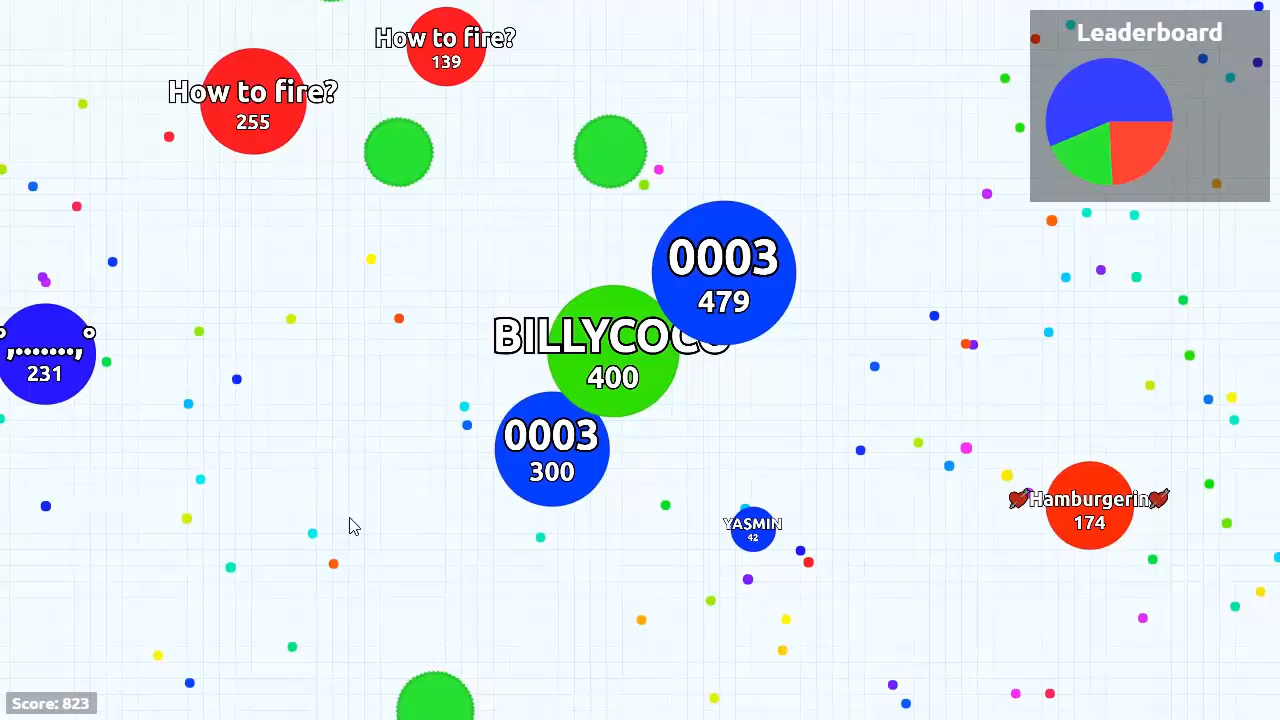 How to fire?
139
How to fire?
255
Leaderboard
0003
479
BILLYCOCO
400
231
0003
300
YASMIN
42
Hamburgerin
174
Score: 823